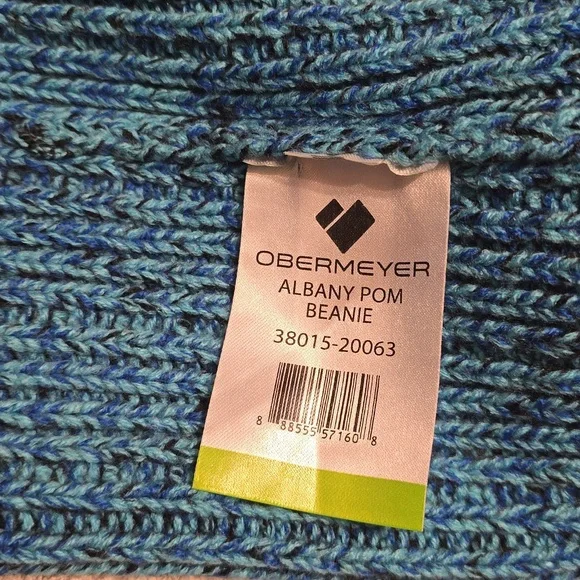 OBERMEYER
ALBANY POM
BEANIE
38015-20063
8 88555 57160 8